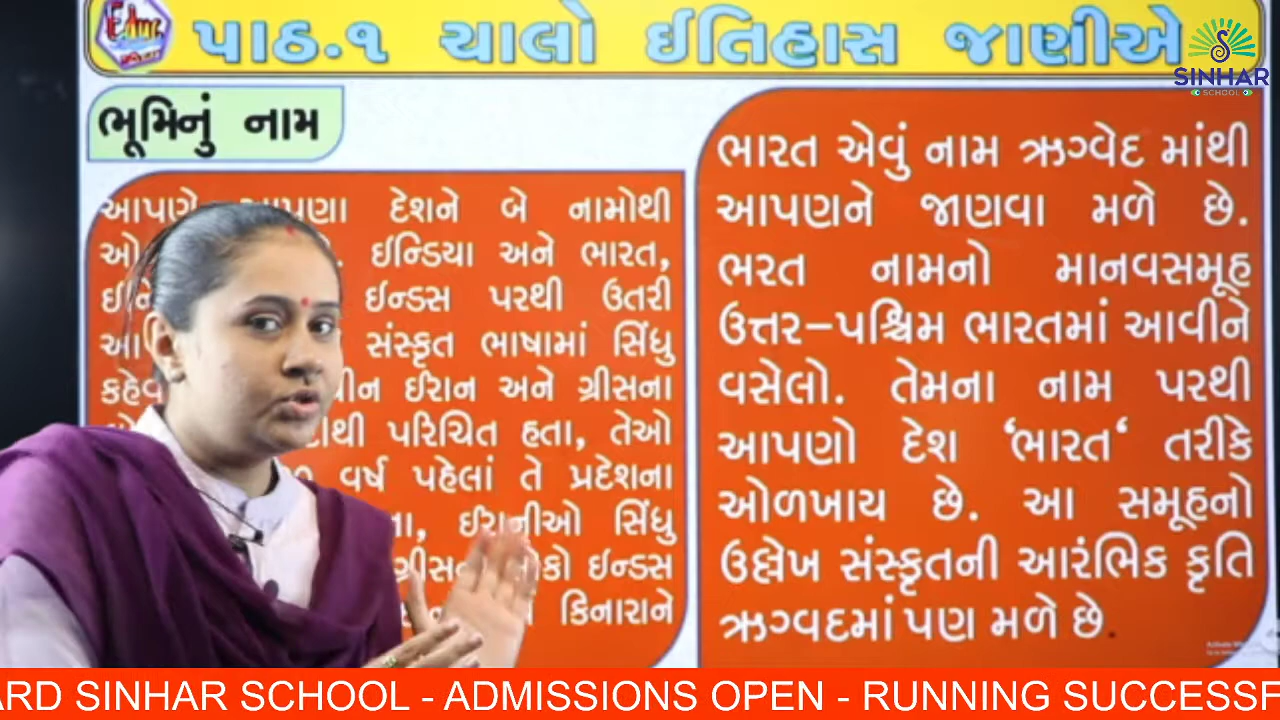 પાઠ.૧ ચાલો ઈતિહાસ જાણીએ
SINHAR
SCHOOL
ભૂમિનું નામ
આપણે આપણા દેશને બે નામોથી
ઈન્ડિયા અને ભારત,
ઈન્ડસ પરથી ઉતરી
સંસ્કૃત ભાષામાં સિંધુ
ઈરાન અને ગ્રીસના
પરિચિત હતા, તેઓ
વર્ષ પહેલાં તે પ્રદેશના
ઈરાનીઓ સિંધુ
ઈન્ડસ
કિનારાને
ભારત એવું નામ ઋગ્વેદ માંથી
આપણને જાણવા મળે છે.
ભરત નામનો માનવસમૂહ
ઉત્તર-પશ્ચિમ ભારતમાં આવીને
વસેલો. તેમના નામ પરથી
આપણો દેશ ‘ભારત‘ તરીકે
ઓળખાય છે. આ સમૂહનો
ઉલ્લેખ સંસ્કૃતની આરંભિક કૃતિ
ઋગ્વદમાં પણ મળે છે.
ARD SINHAR SCHOOL - ADMISSIONS OPEN - RUNNING SUCCESSF